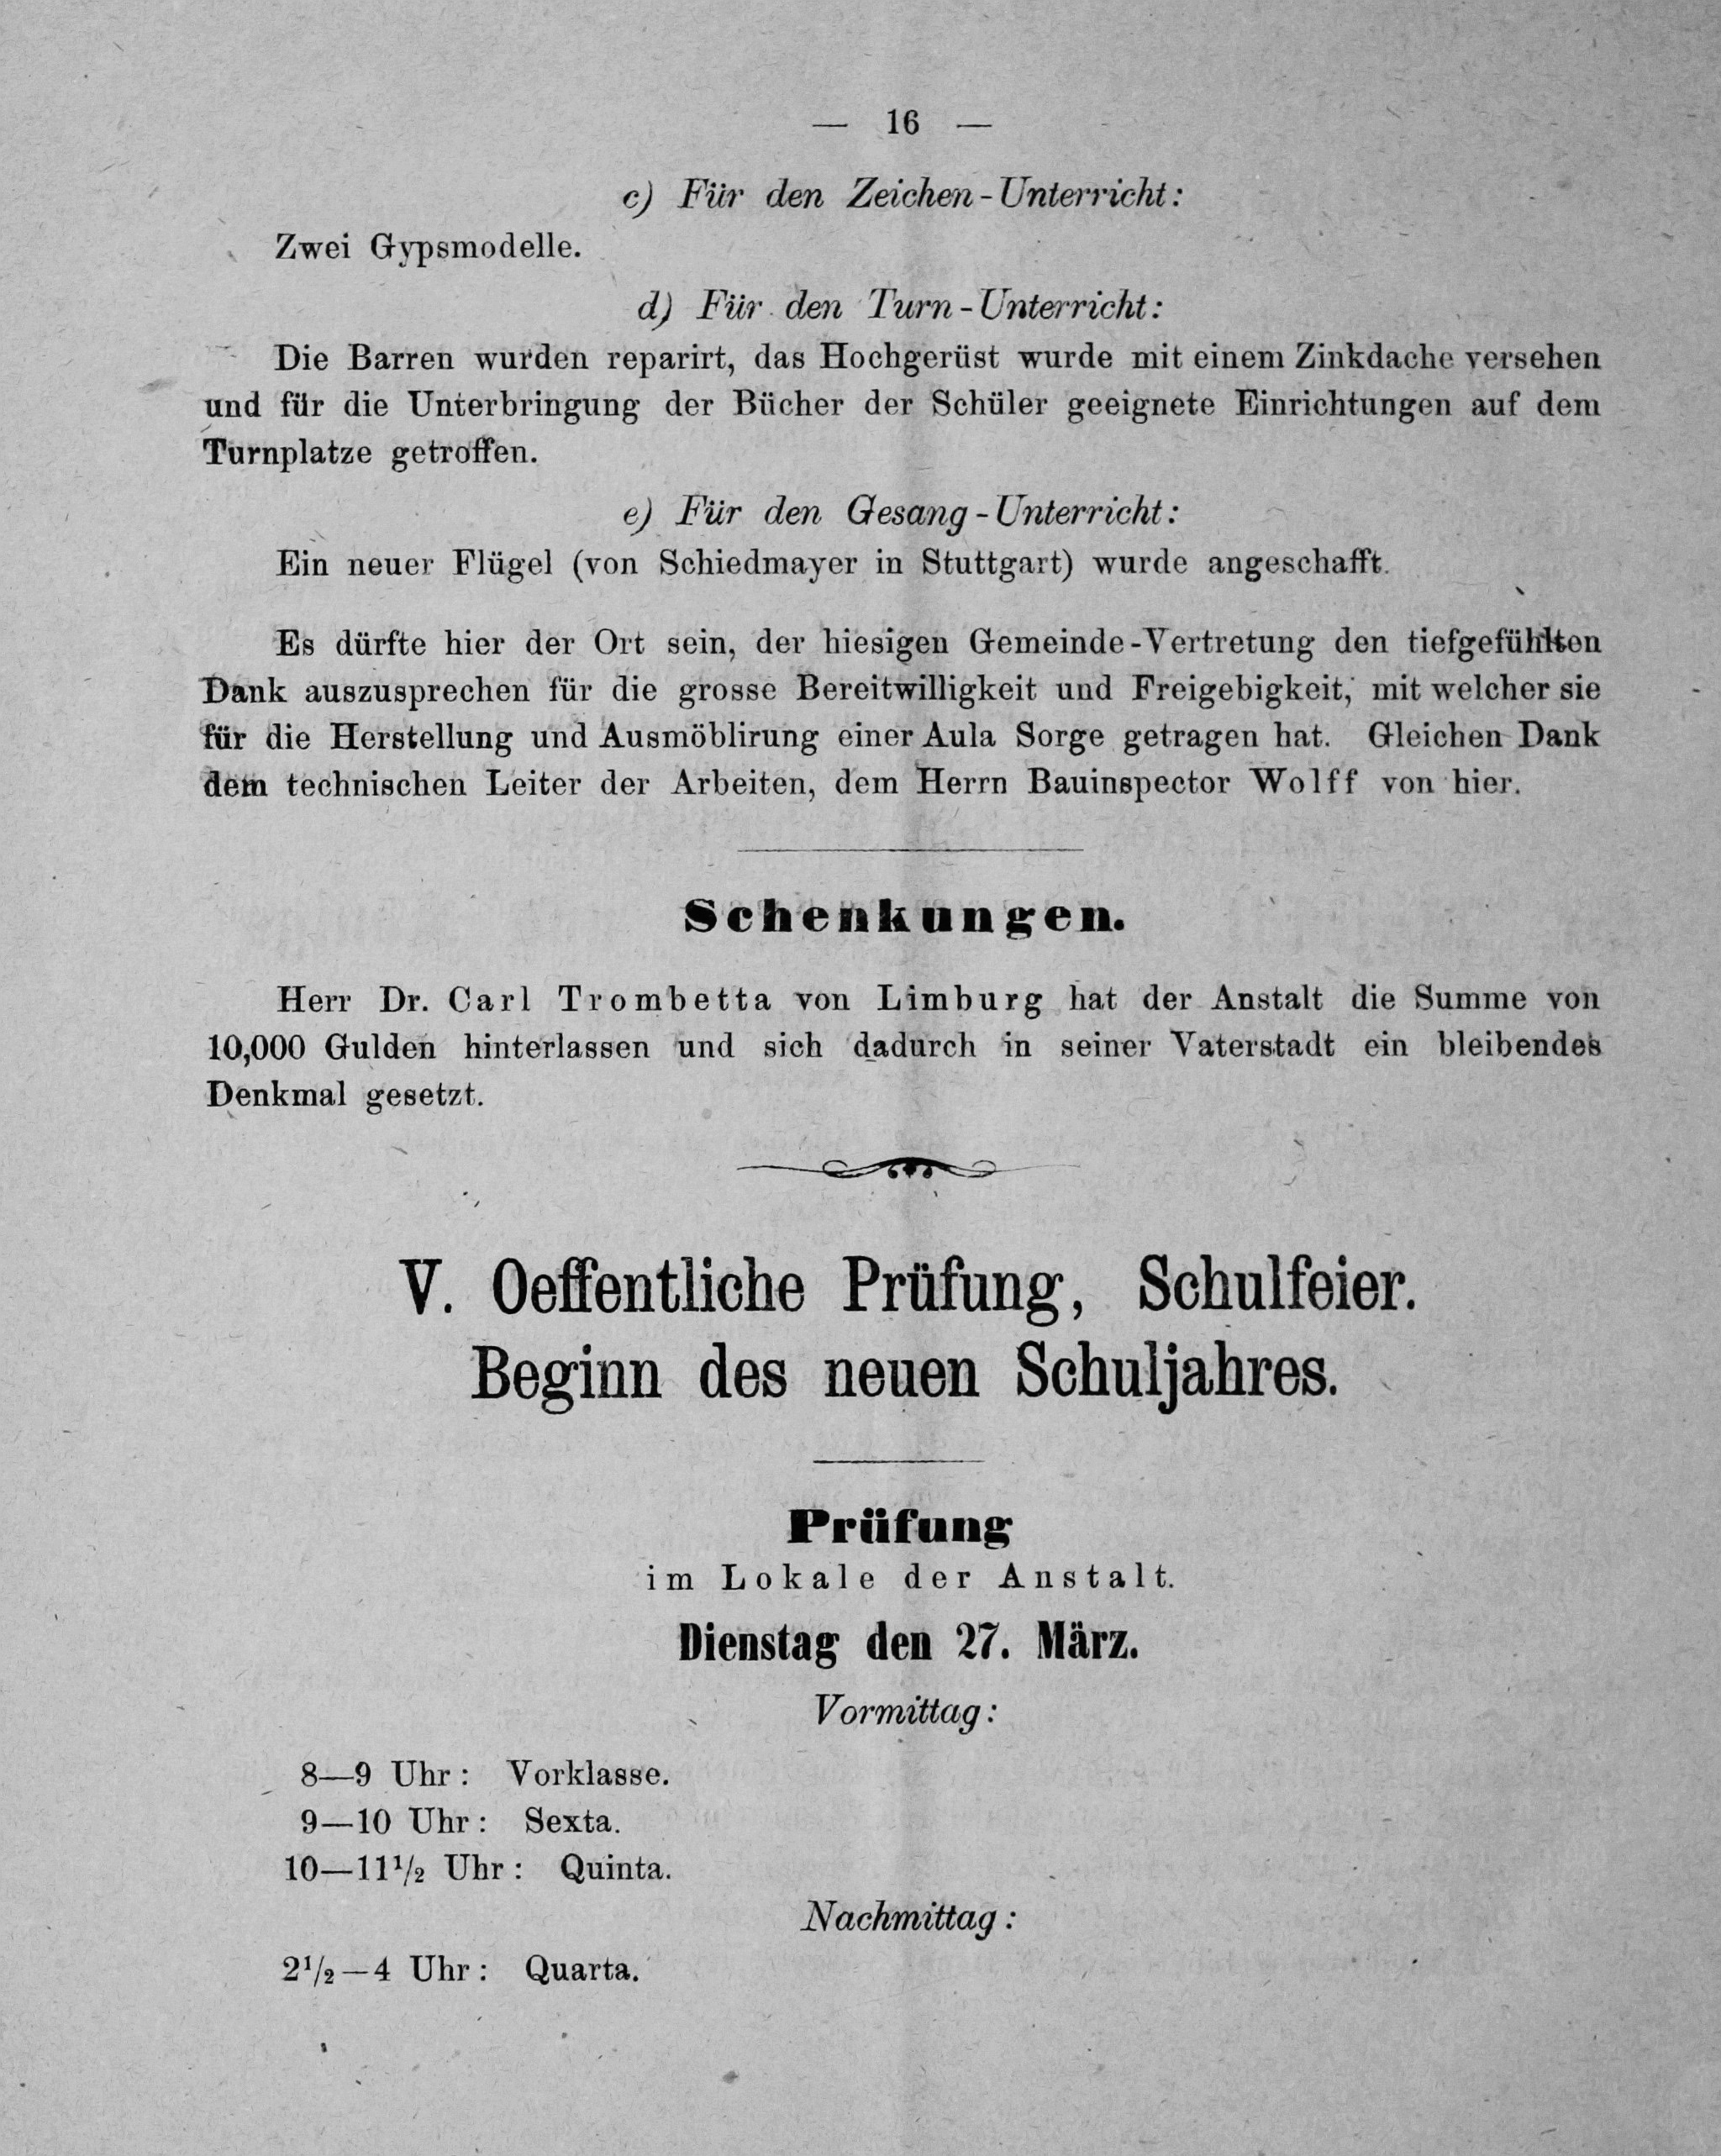 — 16 —
c) Für den Zeichen-Unterricht:
Zwei Gypsmodelle.
d) Für den Turn-Unterricht:
Die Barren wurden reparirt, das Hochgerüst wurde mit einem Zinkdache versehen
und für die Unterbringung der Bücher der Schüler geeignete Einrichtungen auf dem
Turnplatze getroffen.
e) Für den Gesang-Unterricht:
Ein neuer Flügel (von Schiedmayer in Stuttgart) wurde angeschafft.
Es dürfte hier der Ort sein, der hiesigen Gemeinde-Vertretung den tiefgefühlten
Dank auszusprechen für die grosse Bereitwilligkeit und Freigebigkeit, mit welcher sie
für die Herstellung und Ausmöblirung einer Aula Sorge getragen hat. Gleichen Dank
dem technischen Leiter der Arbeiten, dem Herrn Bauinspector Wolff von hier.
Schenkungen.
Herr Dr. Carl Trombetta von Limburg hat der Anstalt die Summe von
10,000 Gulden hinterlassen und sich dadurch in seiner Vaterstadt ein bleibendes
Denkmal gesetzt.
V. Oeffentliche Prüfung, Schulfeier.
Beginn des neuen Schuljahres.
Prüfung
im Lokale der Anstalt.
Dienstag den 27. März.
Vormittag:
8—9 Uhr: Vorklasse.
9—10 Uhr: Sexta.
10—11½ Uhr: Quinta.
Nachmittag:
2½—4 Uhr: Quarta.